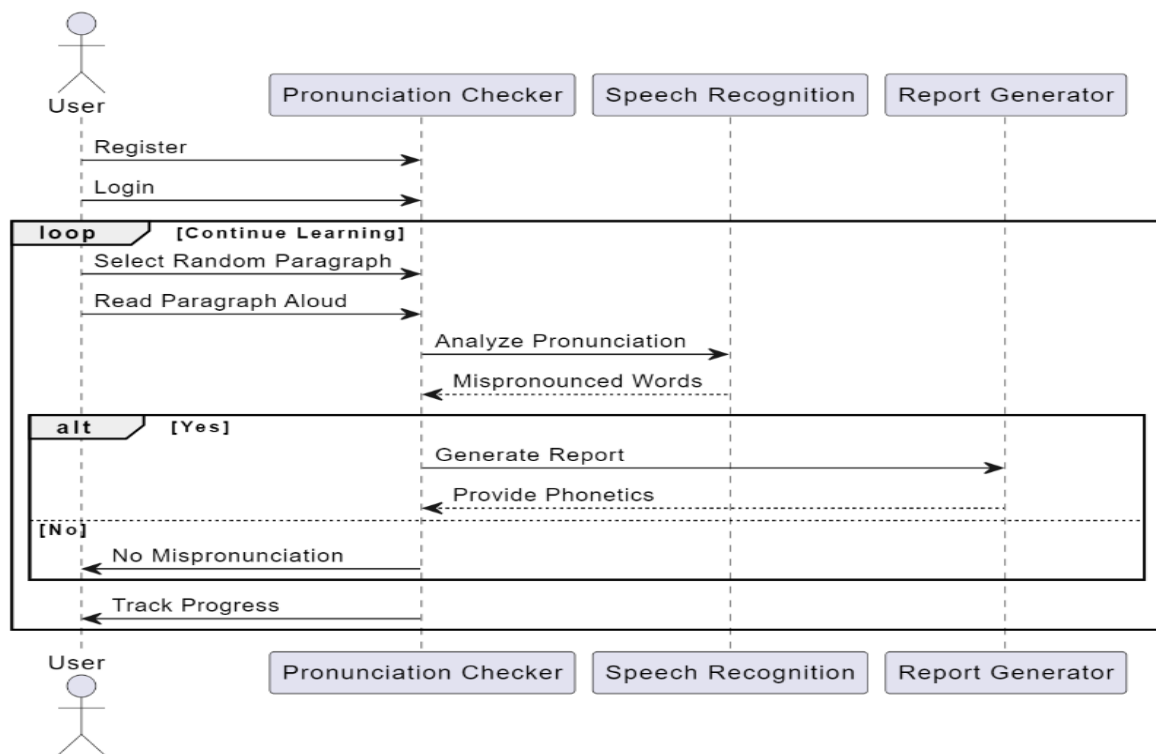 User
Pronunciation Checker
Speech Recognition
Report Generator
Register
Login
loop
[Continue Learning]
Select Random Paragraph
Read Paragraph Aloud
Analyze Pronunciation
Mispronounced Words
alt
[Yes]
Generate Report
Provide Phonetics
[No]
No Mispronunciation
Track Progress
User
Pronunciation Checker
Speech Recognition
Report Generator